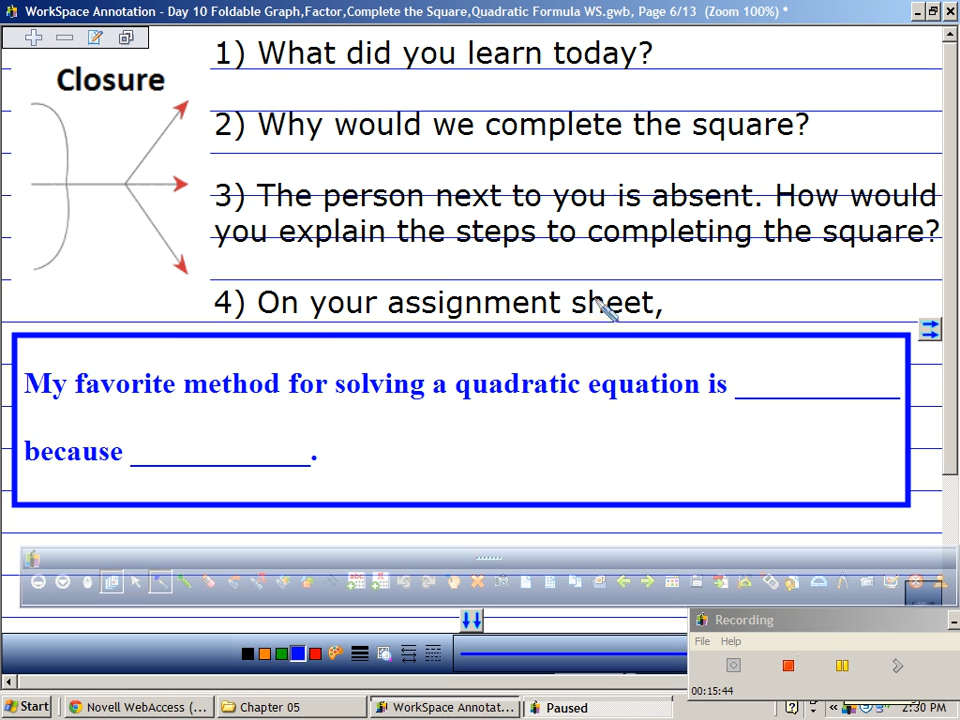 WorkSpace Annotation - Day 10 Foldable Graph,Factor,Complete the Square,Quadratic Formula WS.gwb, Page 6/13 (Zoom 100%) *
Closure
1) What did you learn today?
2) Why would we complete the square?
3) The person next to you is absent. How would
you explain the steps to completing the square?
4) On your assignment sheet,
My favorite method for solving a quadratic equation is ___________
because ____________.
Recording
File Help
00:15:44
Start
Novell WebAccess (...
Chapter 05
WorkSpace Annotat...
Paused
2:30 PM